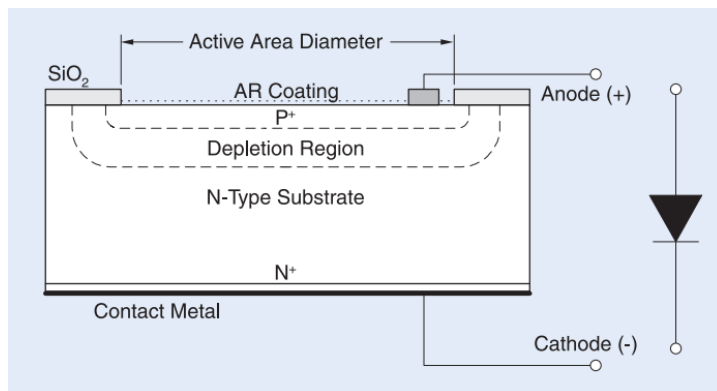 Active Area Diameter
SiO₂
AR Coating
Anode (+)
P⁺
Depletion Region
N-Type Substrate
N⁺
Contact Metal
Cathode (-)